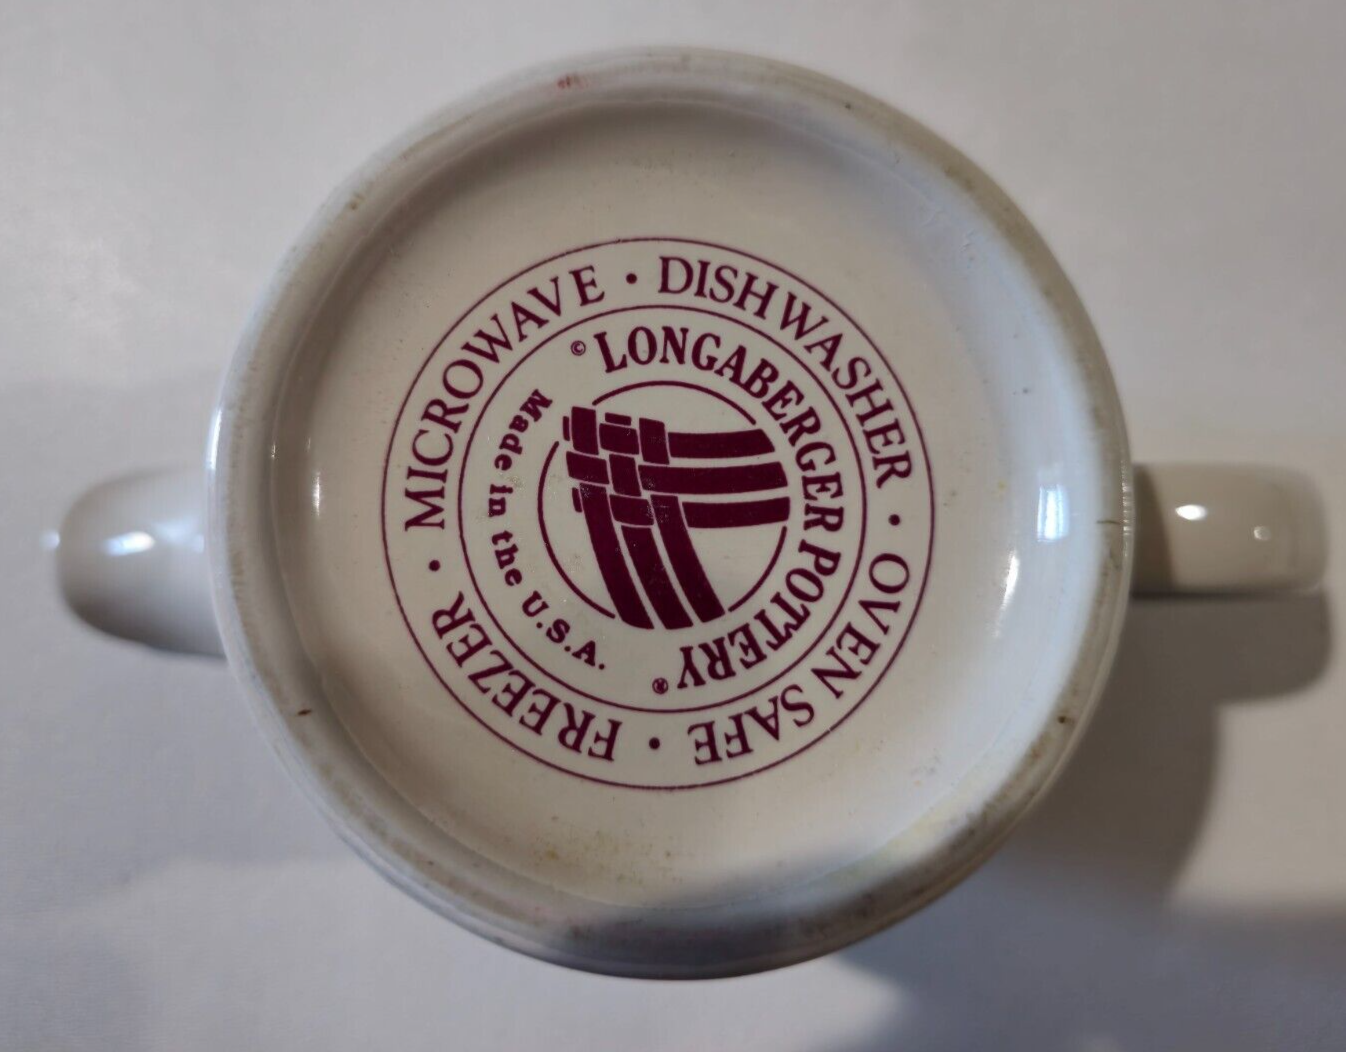 MICROWAVE · DISHWASHER · OVEN SAFE · FREEZER ·
© LONGABERGER POTTERY ®
Made in the U.S.A.